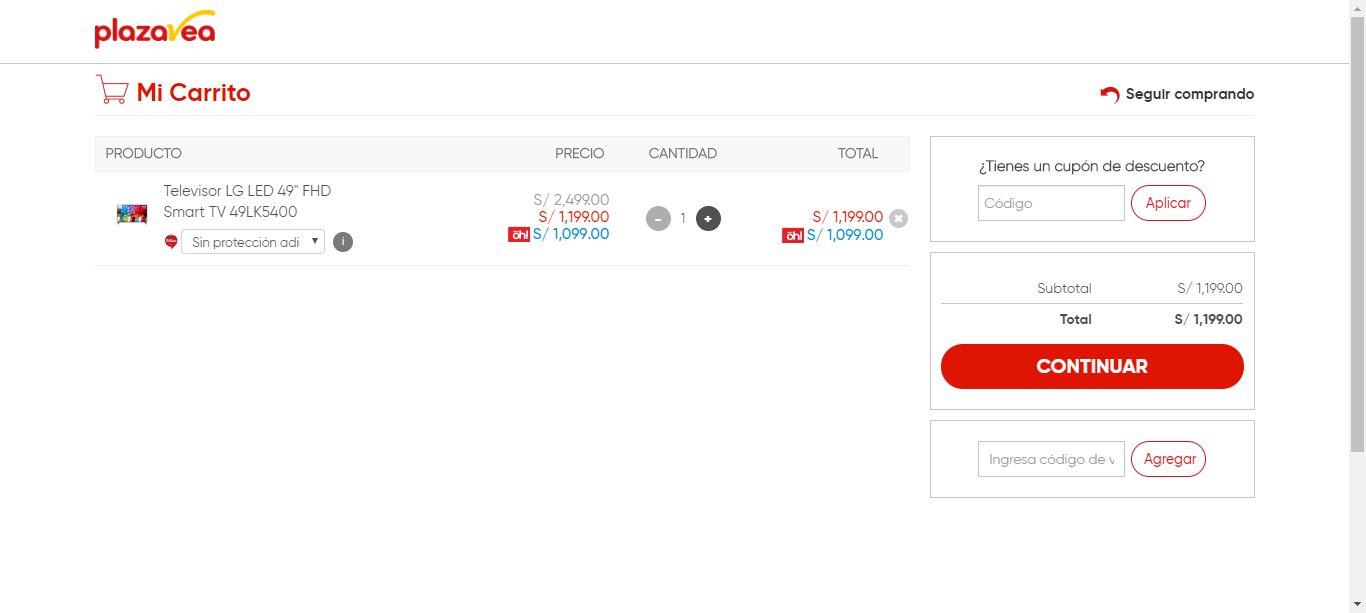 plazavea
Mi Carrito
Seguir comprando
PRODUCTO PRECIO CANTIDAD TOTAL
Televisor LG LED 49" FHD
Smart TV 49LK5400
Sin protección adi
i
S/ 2,499.00
S/ 1,199.00
oh! S/ 1,099.00
- 1 +
S/ 1,199.00
oh! S/ 1,099.00
¿Tienes un cupón de descuento?
Código Aplicar
Subtotal S/ 1,199.00
Total S/ 1,199.00
CONTINUAR
Ingresa código de v Agregar